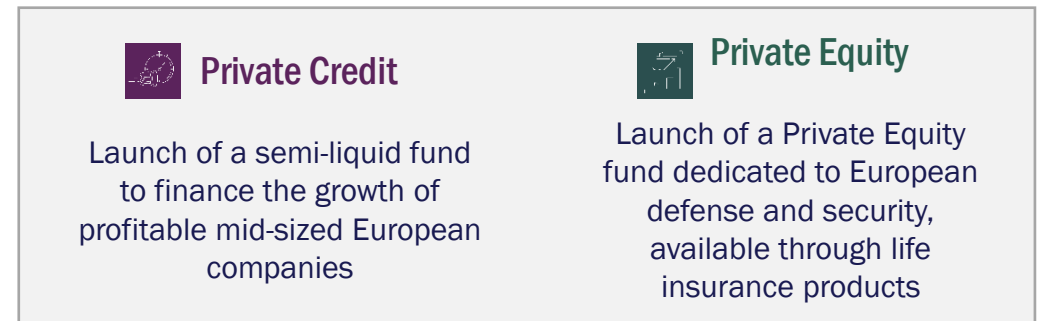 Private Credit
Launch of a semi-liquid fund
to finance the growth of
profitable mid-sized European
companies
Private Equity
Launch of a Private Equity
fund dedicated to European
defense and security,
available through life
insurance products